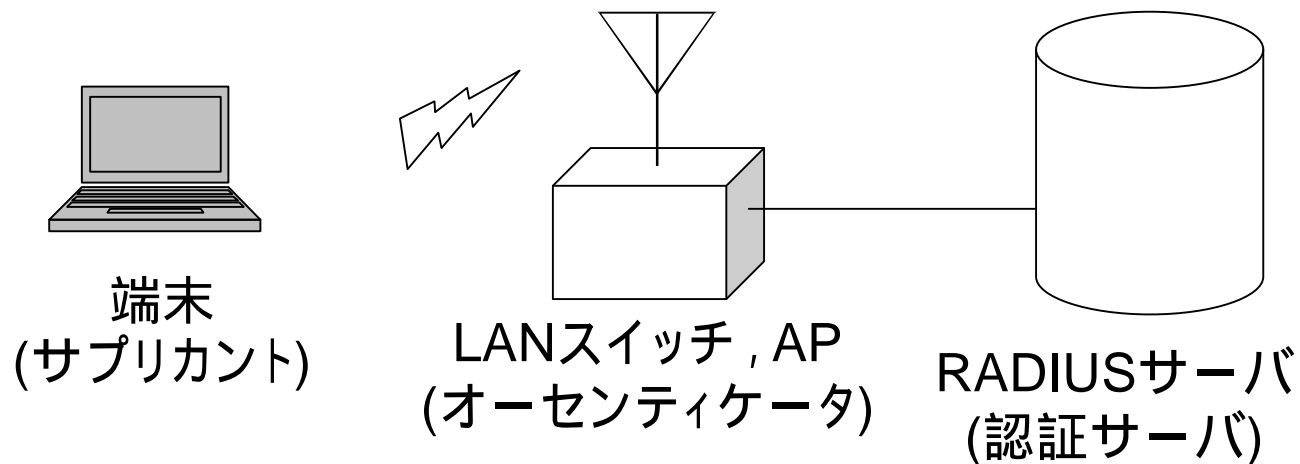 端末
(サプリカント)
LANスイッチ , AP
(オーセンティケータ)
RADIUSサーバ
(認証サーバ)